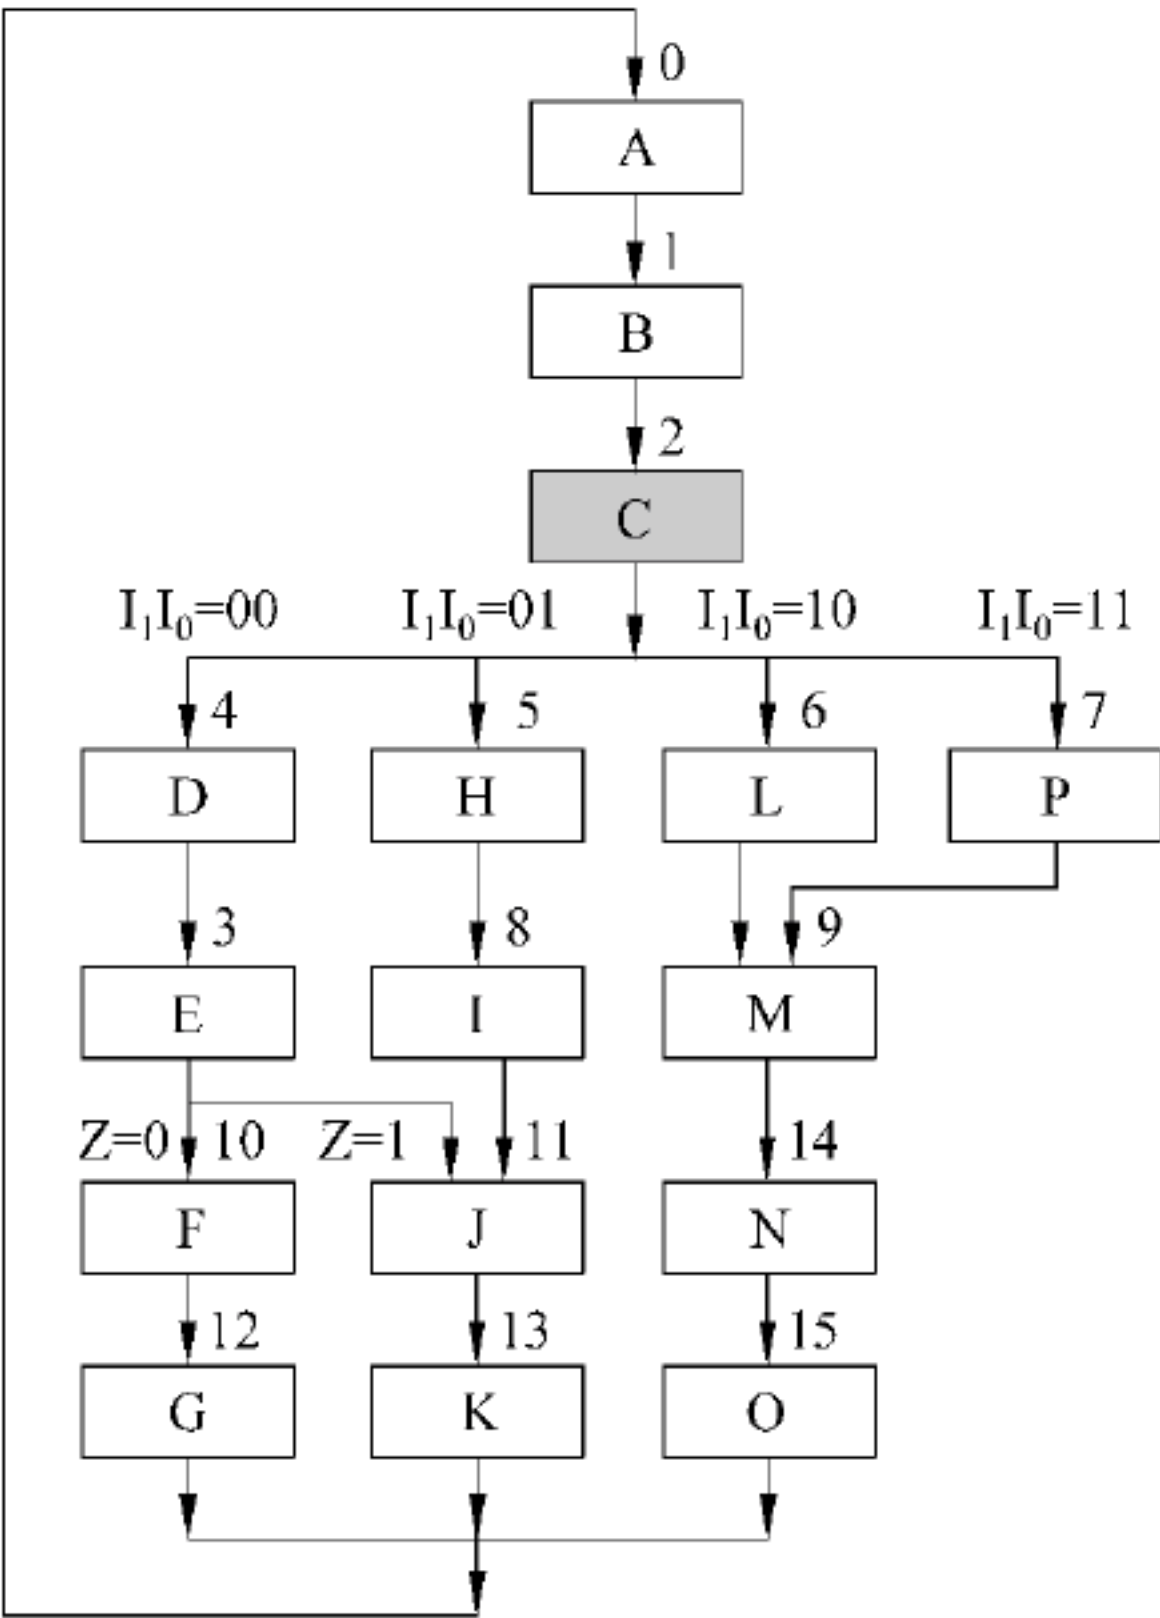 0
A
1
B
2
C
I₁I₀=00 I₁I₀=01 I₁I₀=10 I₁I₀=11
4 5 6 7
D H L P
3 8 9
E I M
Z=0 10 Z=1 11 14
F J N
12 13 15
G K O